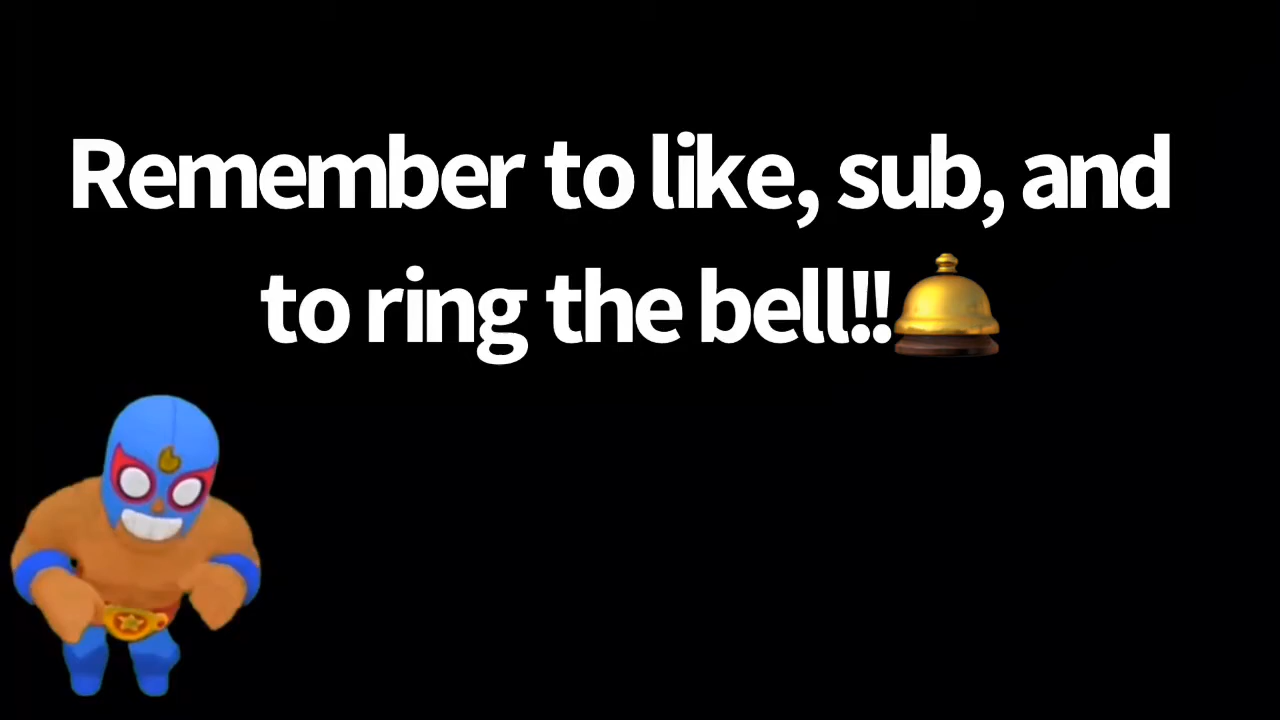 Remember to like, sub, and
to ring the bell!!🛎️